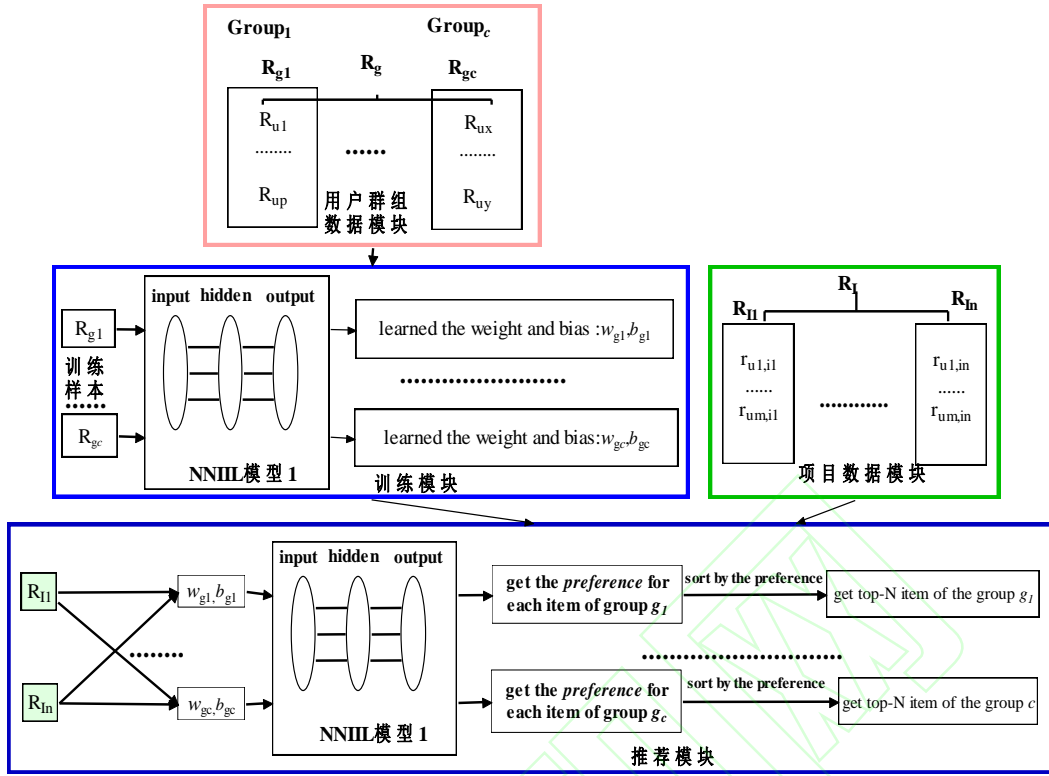 Group1 Groupc
Rg1 Rg Rgc
Ru1 Rux
........ ...... ........
Rup Ruy
用户群组
数据模块
input hidden output
Rg1
learned the weight and bias :wg1,bg1
训练
样本
......
Rgc
learned the weight and bias:wgc,bgc
NNIIL模型 1
训练模块
RI
RI1 RIn
ru1,i1 ru1,in
...... ......
rum,i1 rum,in
项目数据模块
input hidden output
RI1
wg1,bg1
get the preference for
each item of group g1
sort by the preference
get top-N item of the group g1
RIn
wgc,bgc
get the preference for
each item of group gc
sort by the preference
get top-N item of the group c
NNIIL模型 1
推荐模块